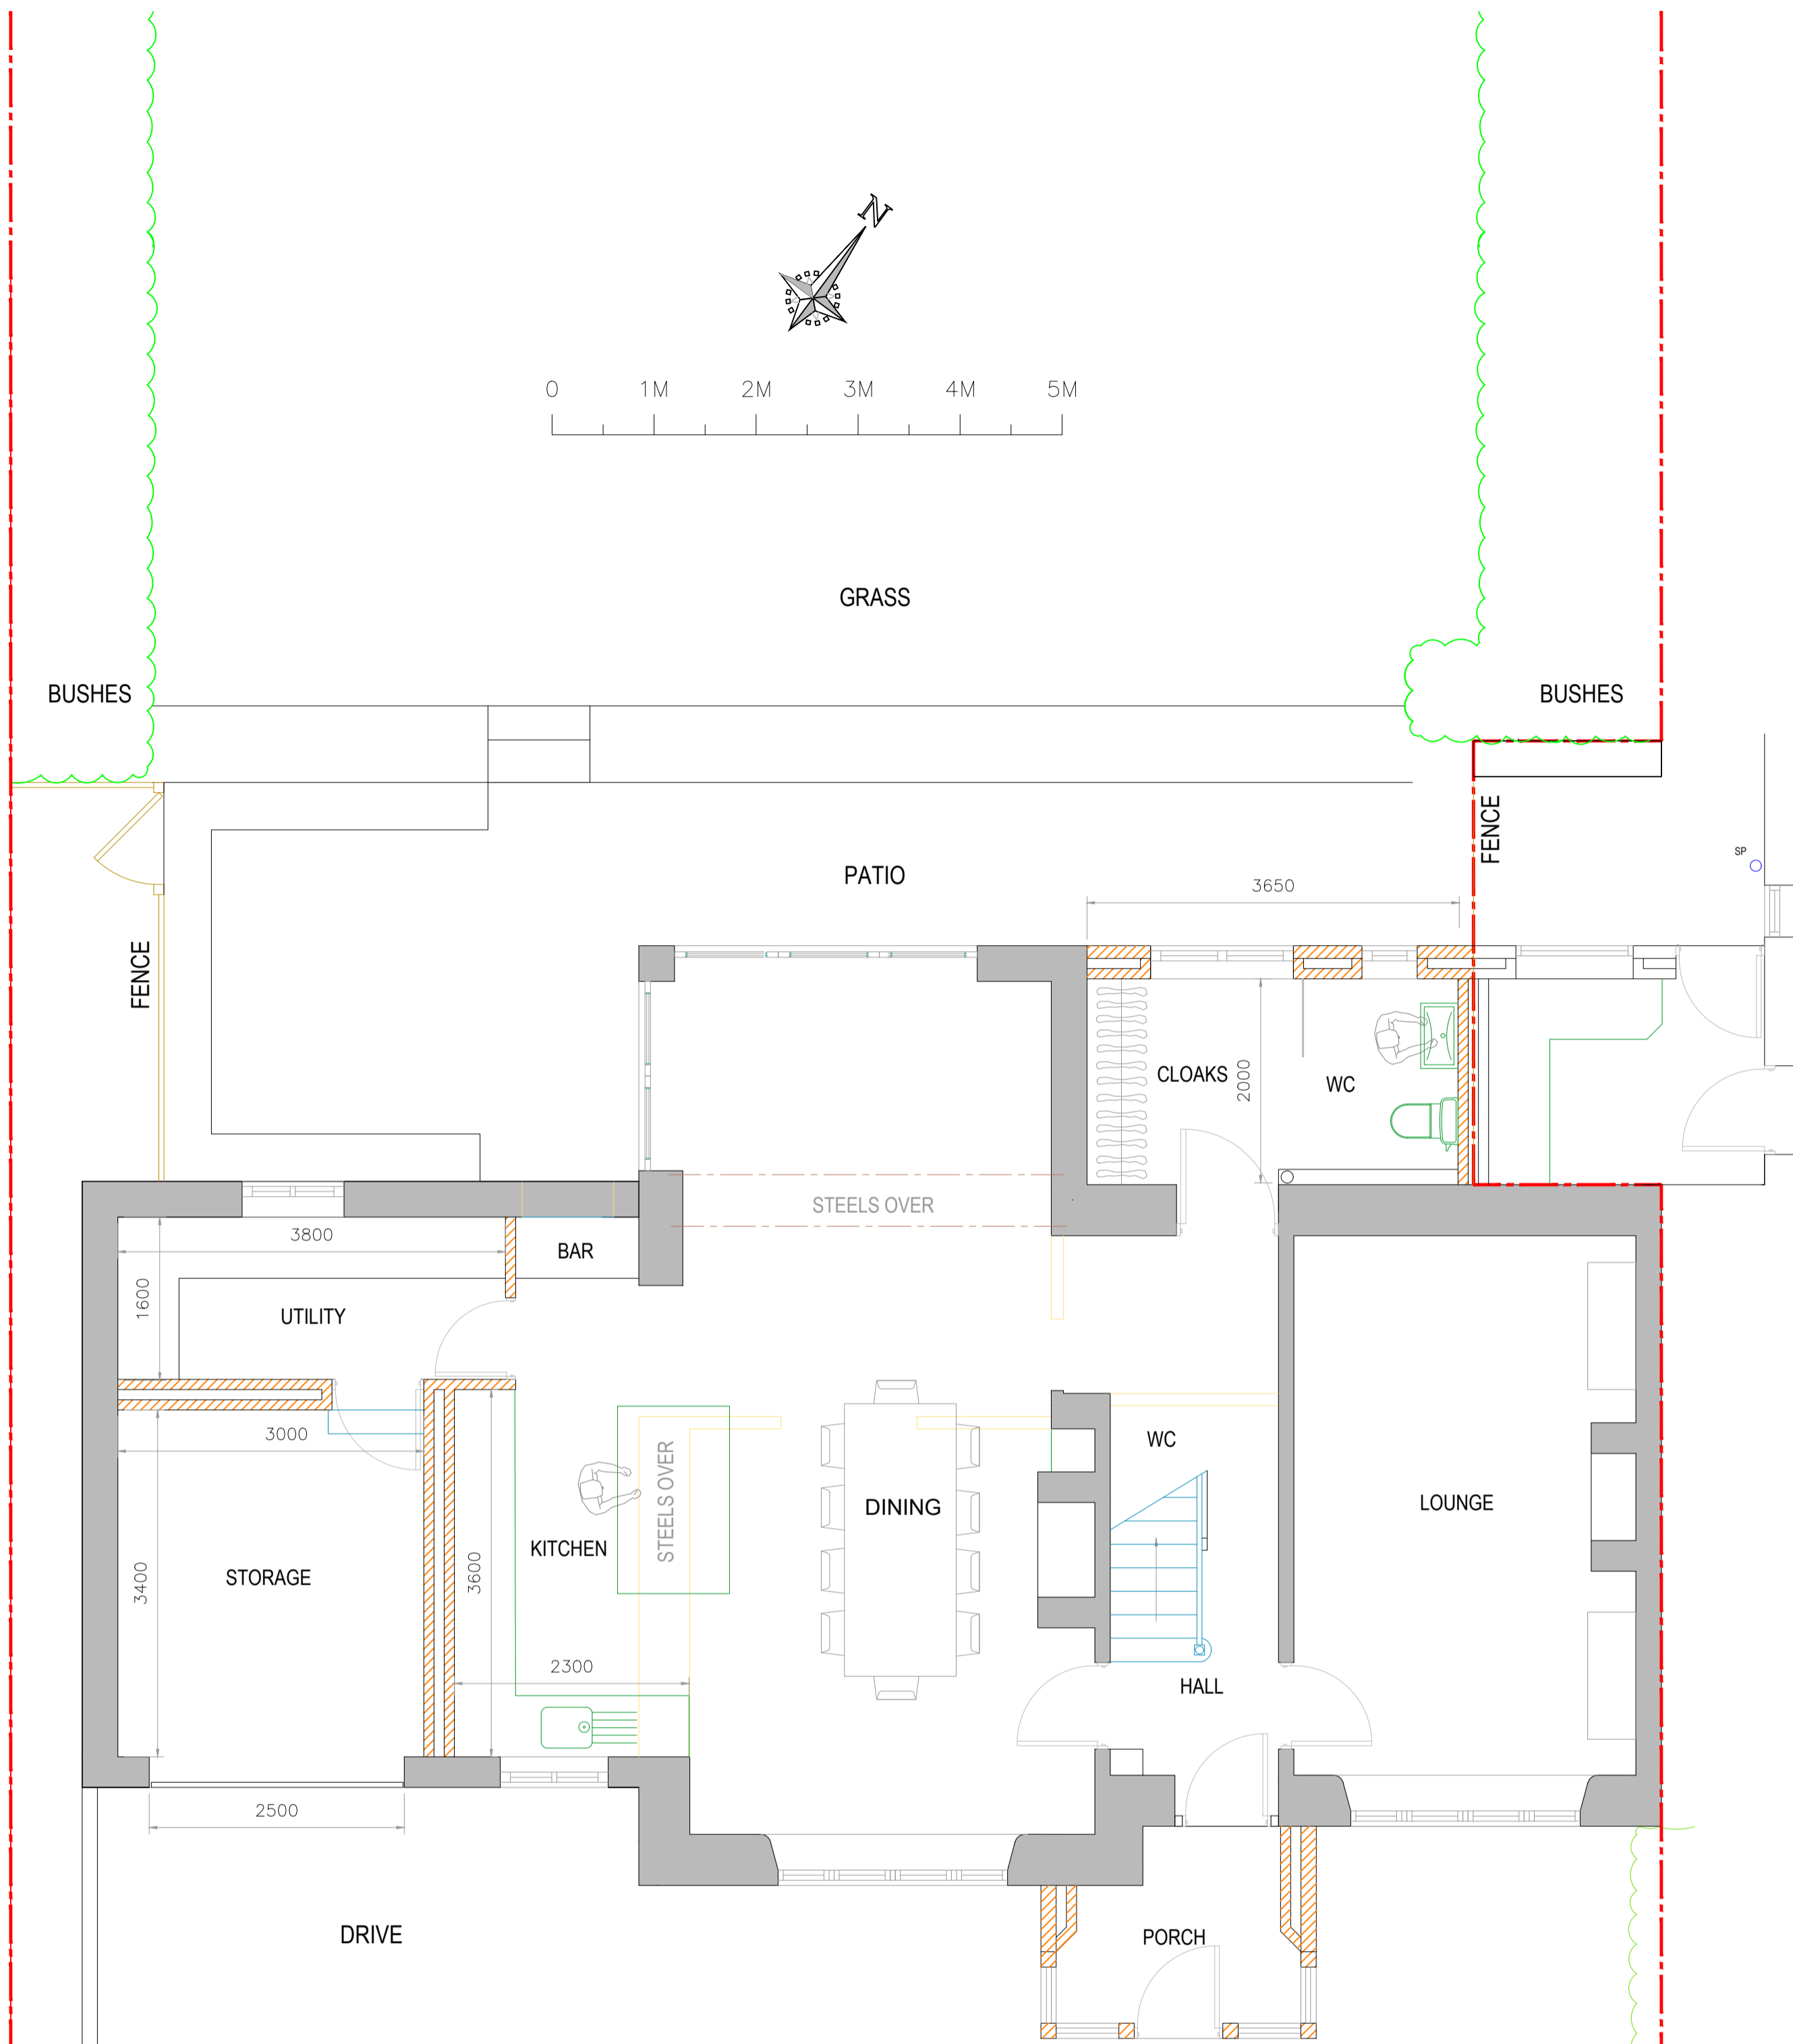 N
0 1M 2M 3M 4M 5M
GRASS
BUSHES
BUSHES
FENCE
SP
PATIO
3650
FENCE
CLOAKS
2000
WC
STEELS OVER
3800
BAR
1600
UTILITY
3000
WC
STEELS OVER
DINING
LOUNGE
KITCHEN
3600
3400
STORAGE
2300
HALL
2500
DRIVE
PORCH